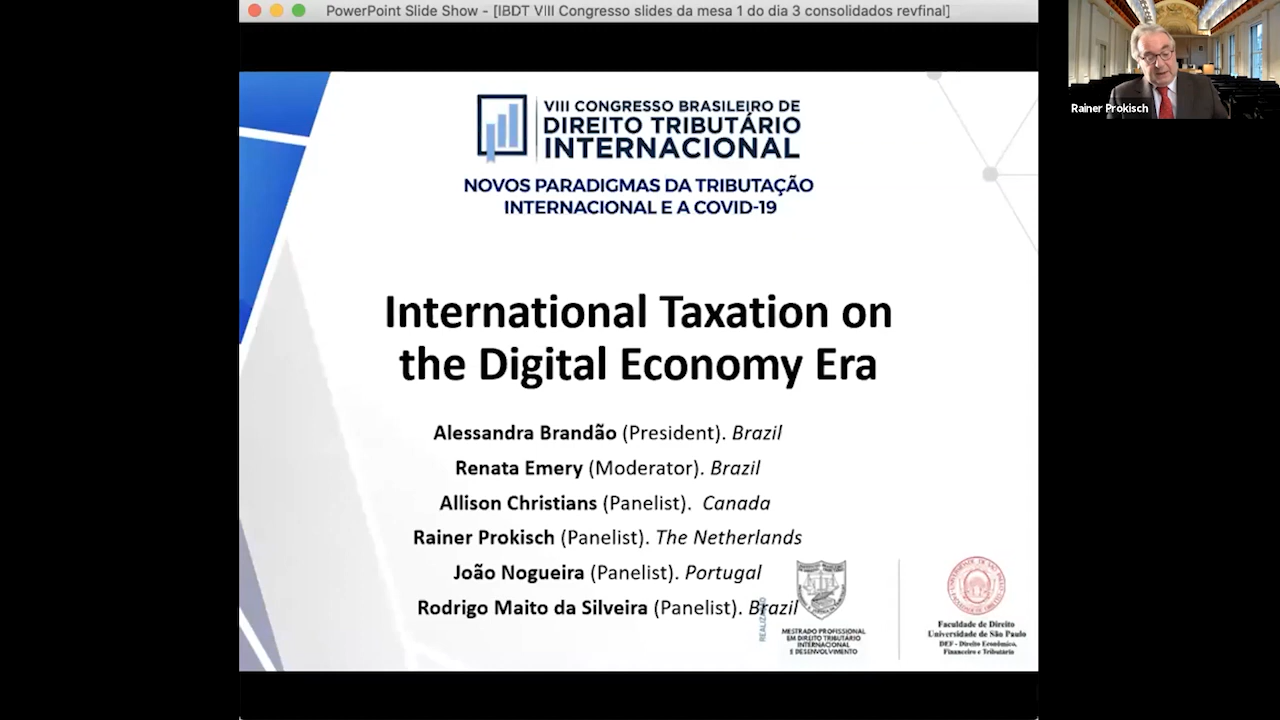 PowerPoint Slide Show - [IBDT VIII Congresso slides da mesa 1 do dia 3 consolidados revfinal]
Rainer Prokisch
VIII CONGRESSO BRASILEIRO DE
DIREITO TRIBUTÁRIO
INTERNACIONAL
NOVOS PARADIGMAS DA TRIBUTAÇÃO
INTERNACIONAL E A COVID-19
International Taxation on
the Digital Economy Era
Alessandra Brandão (President). Brazil
Renata Emery (Moderator). Brazil
Allison Christians (Panelist). Canada
Rainer Prokisch (Panelist). The Netherlands
João Nogueira (Panelist). Portugal
Rodrigo Maito da Silveira (Panelist). Brazil
MESTRADO PROFISSIONAL
EM DIREITO TRIBUTÁRIO
INTERNACIONAL
E DESENVOLVIMENTO
Faculdade de Direito
Universidade de São Paulo
DEF - Direito Econômico,
Financeiro e Tributário